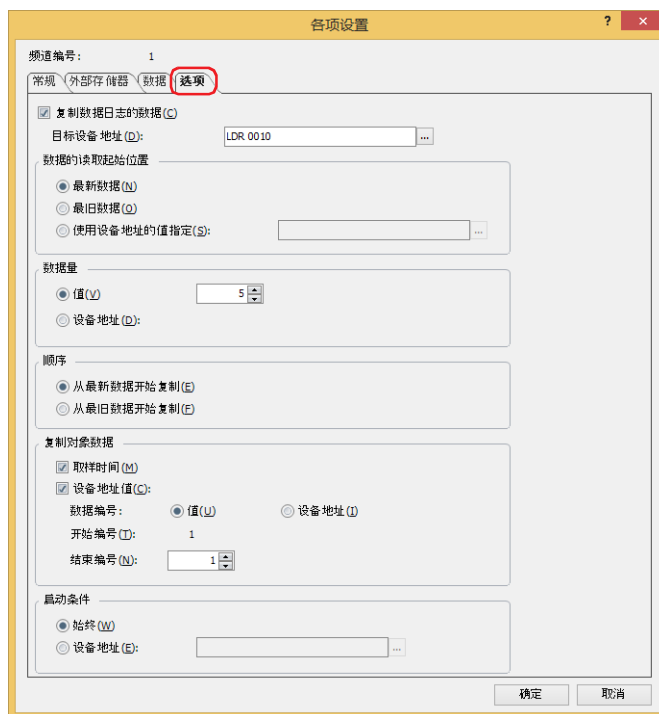 各项设置
频道编号: 1
常规 外部存储器 数据 选项
复制数据日志的数据(C)
目标设备地址(D): LDR 0010 ...
数据的读取起始位置
最新数据(N)
最旧数据(O)
使用设备地址的值指定(S): ...
数据量
值(V) 5
设备地址(D):
顺序
从最新数据开始复制(E)
从最旧数据开始复制(F)
复制对象数据
取样时间(M)
设备地址值(C):
数据编号: 值(U) 设备地址(I)
开始编号(T): 1
结束编号(N): 1
启动条件
始终(W)
设备地址(E): ...
确定 取消